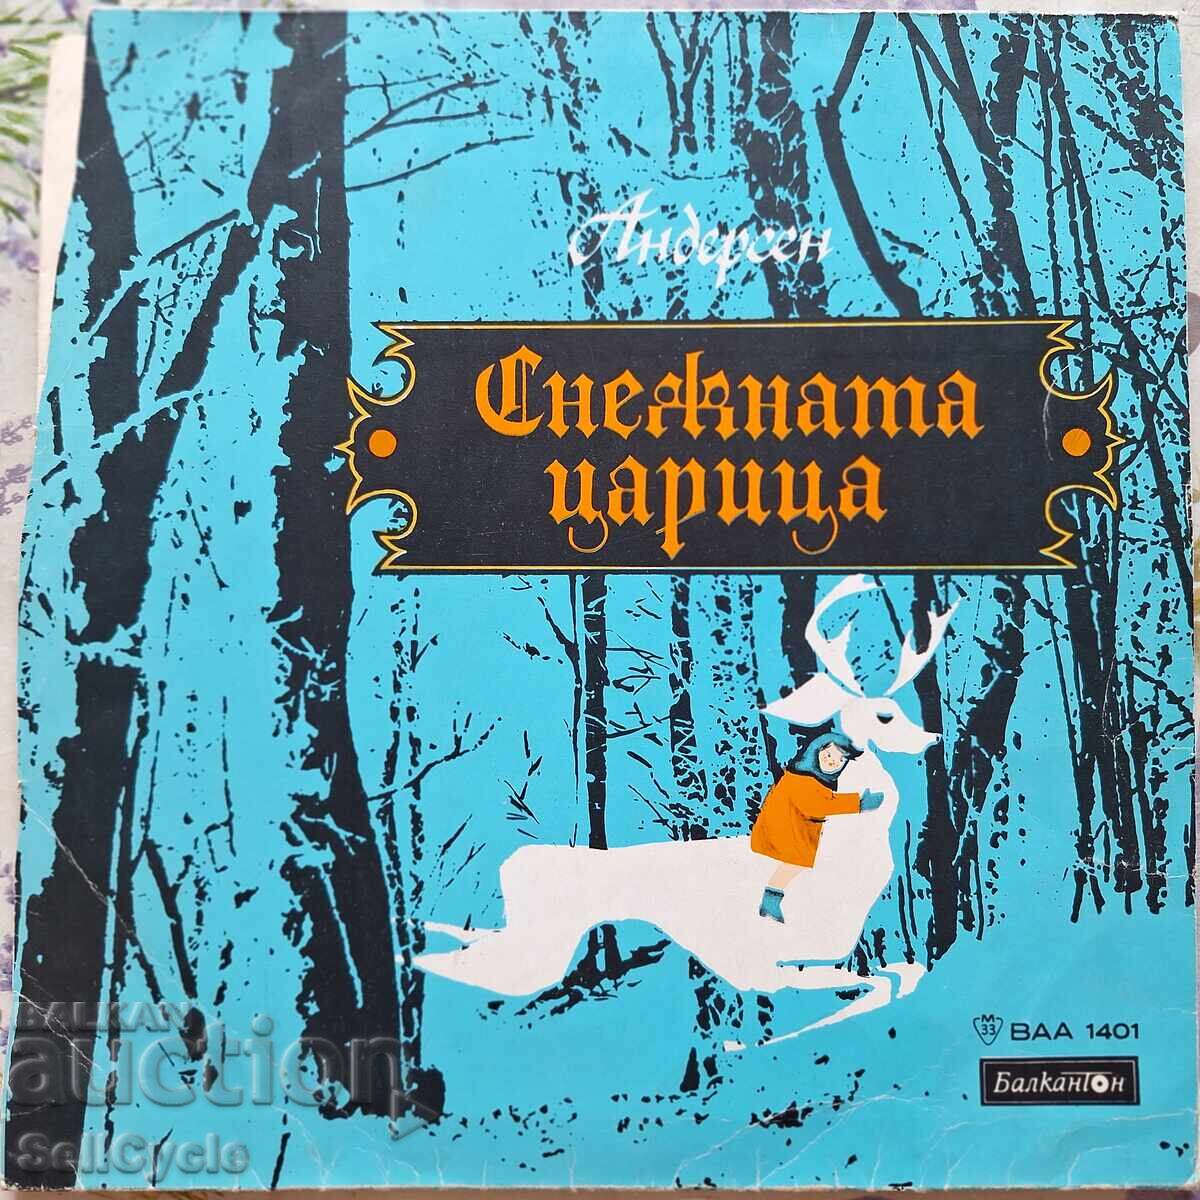 Андерсен
Снежната
царица
М
33
ВАА 1401
Балкантон
BALKAN
auction
SellCycle